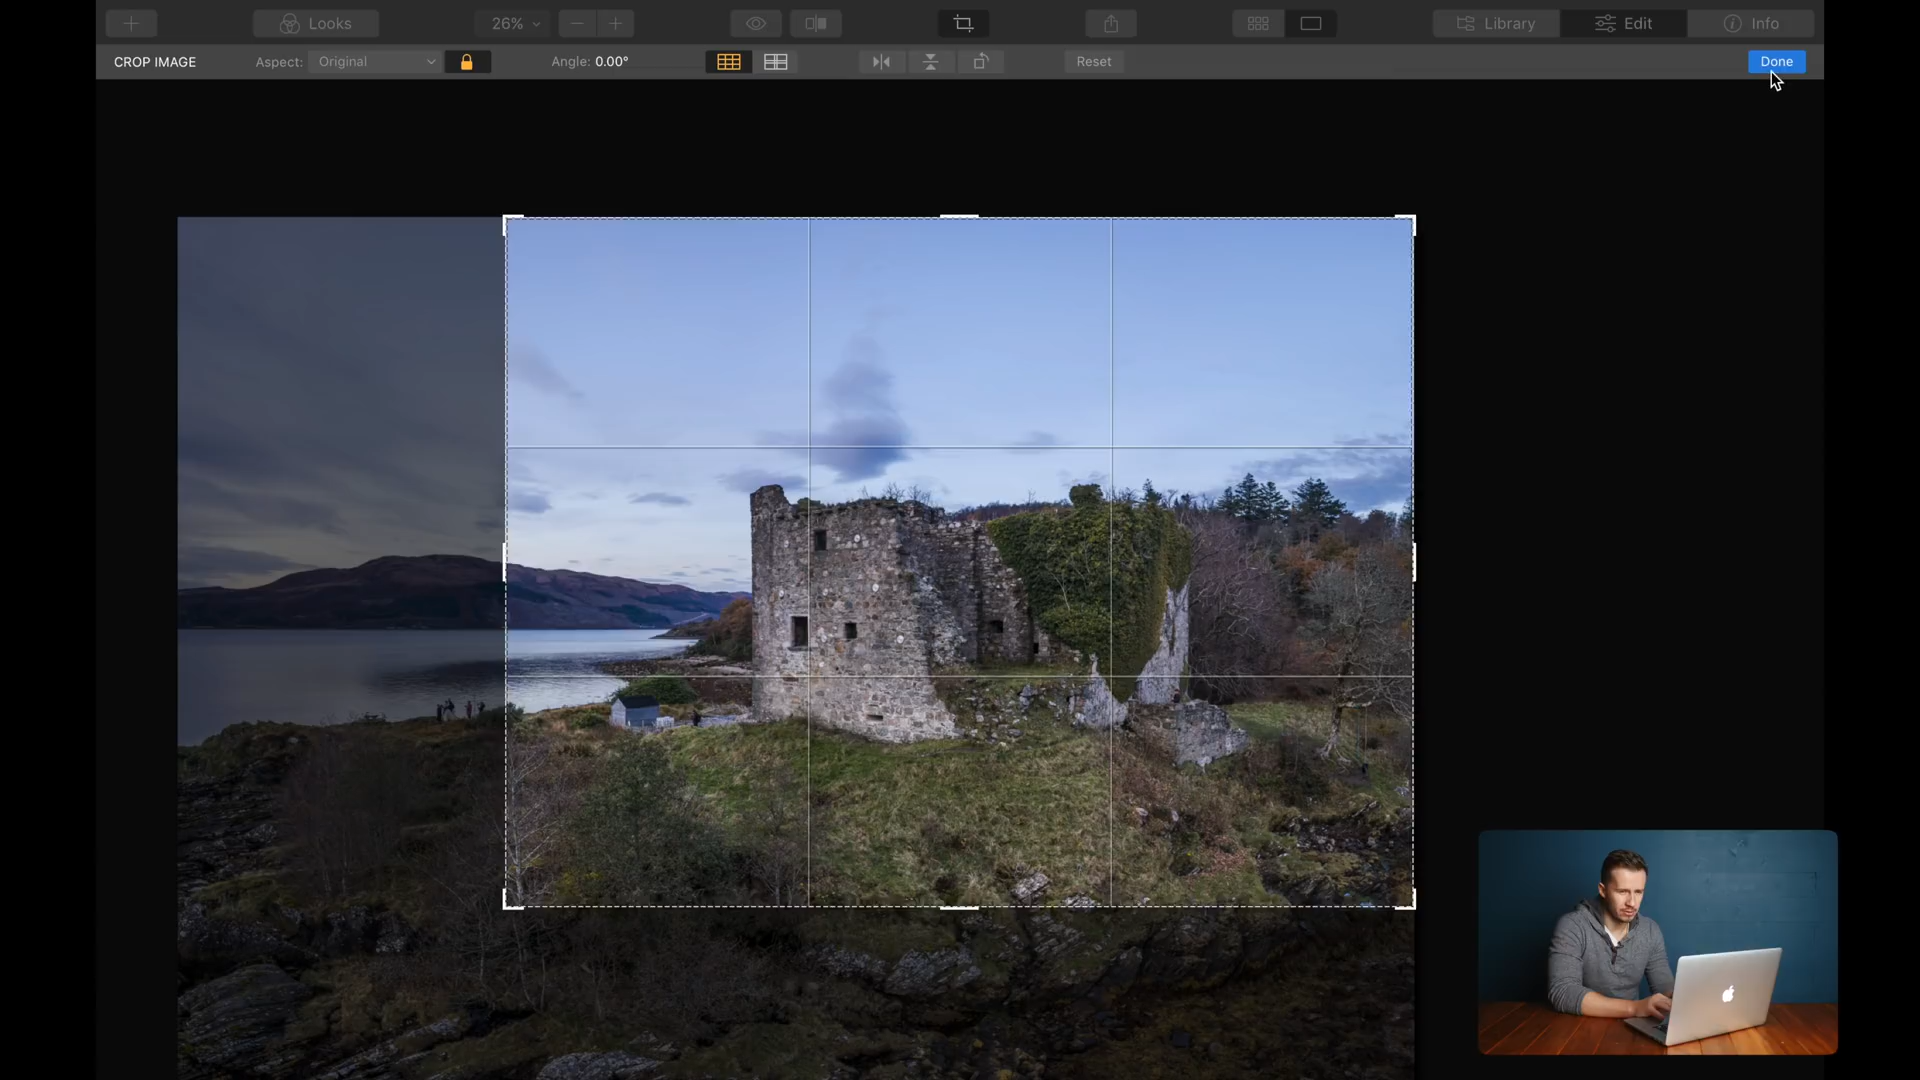 Looks 26% Library Edit Info
CROP IMAGE Aspect: Original Angle: 0.00° Reset Done